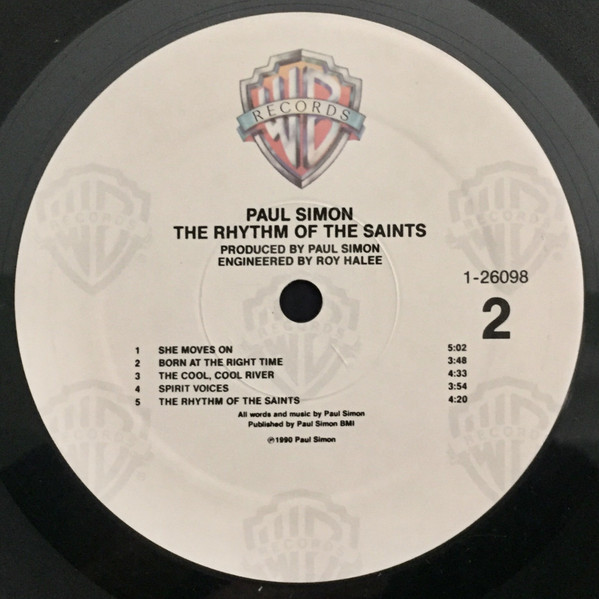 RECORDS
PAUL SIMON
THE RHYTHM OF THE SAINTS
PRODUCED BY PAUL SIMON
ENGINEERED BY ROY HALEE
1-26098
2
1 SHE MOVES ON 5:02
2 BORN AT THE RIGHT TIME 3:48
3 THE COOL, COOL RIVER 4:33
4 SPIRIT VOICES 3:54
5 THE RHYTHM OF THE SAINTS 4:20
All words and music by Paul Simon
Published by Paul Simon BMI
℗1990 Paul Simon